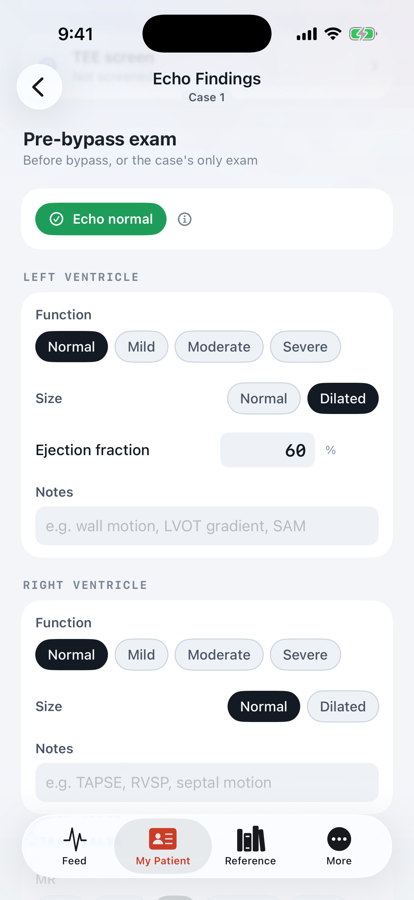 9:41
TEE screen
Echo Findings
Case 1
Pre-bypass exam
Before bypass, or the case's only exam
Echo normal
LEFT VENTRICLE
Function
Normal Mild Moderate Severe
Size Normal Dilated
Ejection fraction 60 %
Notes
e.g. wall motion, LVOT gradient, SAM
RIGHT VENTRICLE
Function
Normal Mild Moderate Severe
Size Normal Dilated
Notes
e.g. TAPSE, RVSP, septal motion
Feed My Patient Reference More
MR